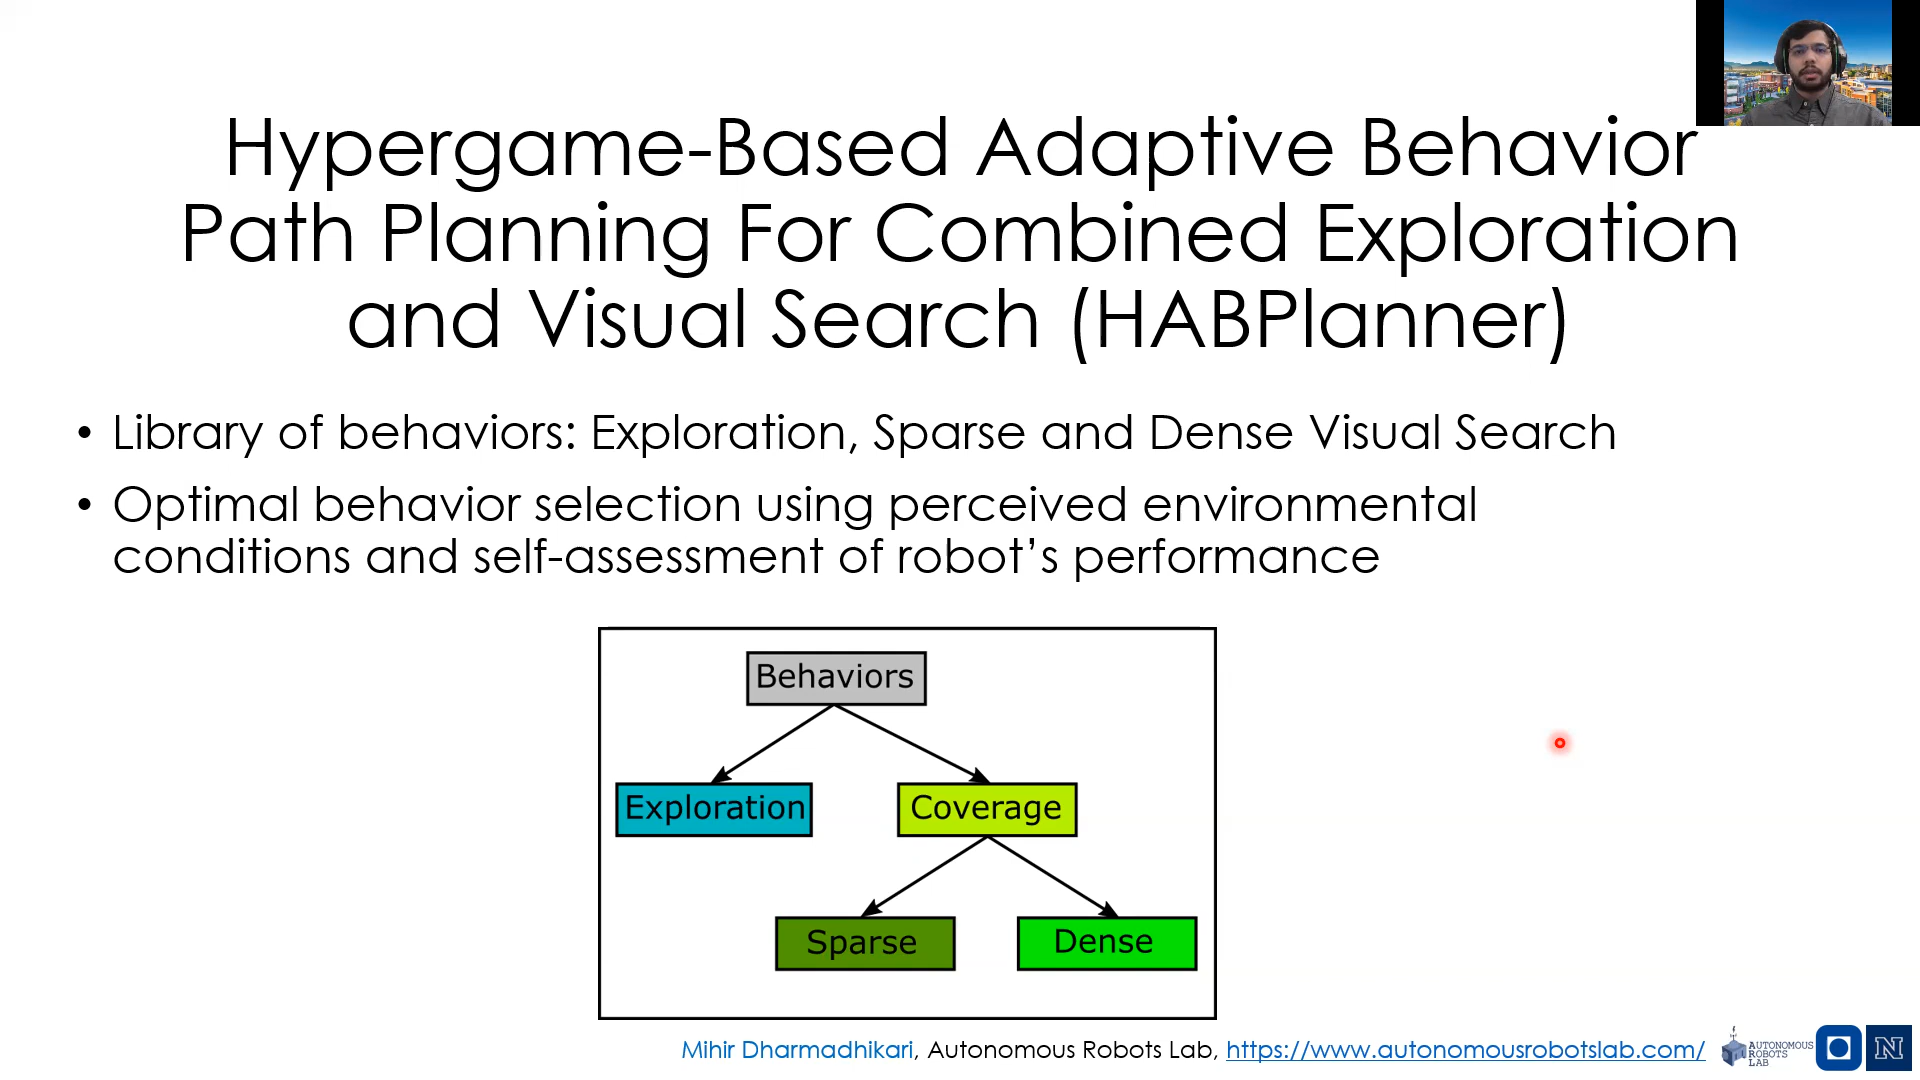 Hypergame-Based Adaptive Behavior
Path Planning For Combined Exploration
and Visual Search (HABPlanner)
• Library of behaviors: Exploration, Sparse and Dense Visual Search
• Optimal behavior selection using perceived environmental
conditions and self-assessment of robot’s performance
Behaviors
Exploration
Coverage
Sparse
Dense
Mihir Dharmadhikari, Autonomous Robots Lab, https://www.autonomousrobotslab.com/
AUTONOMOUS
ROBOTS
LAB
N